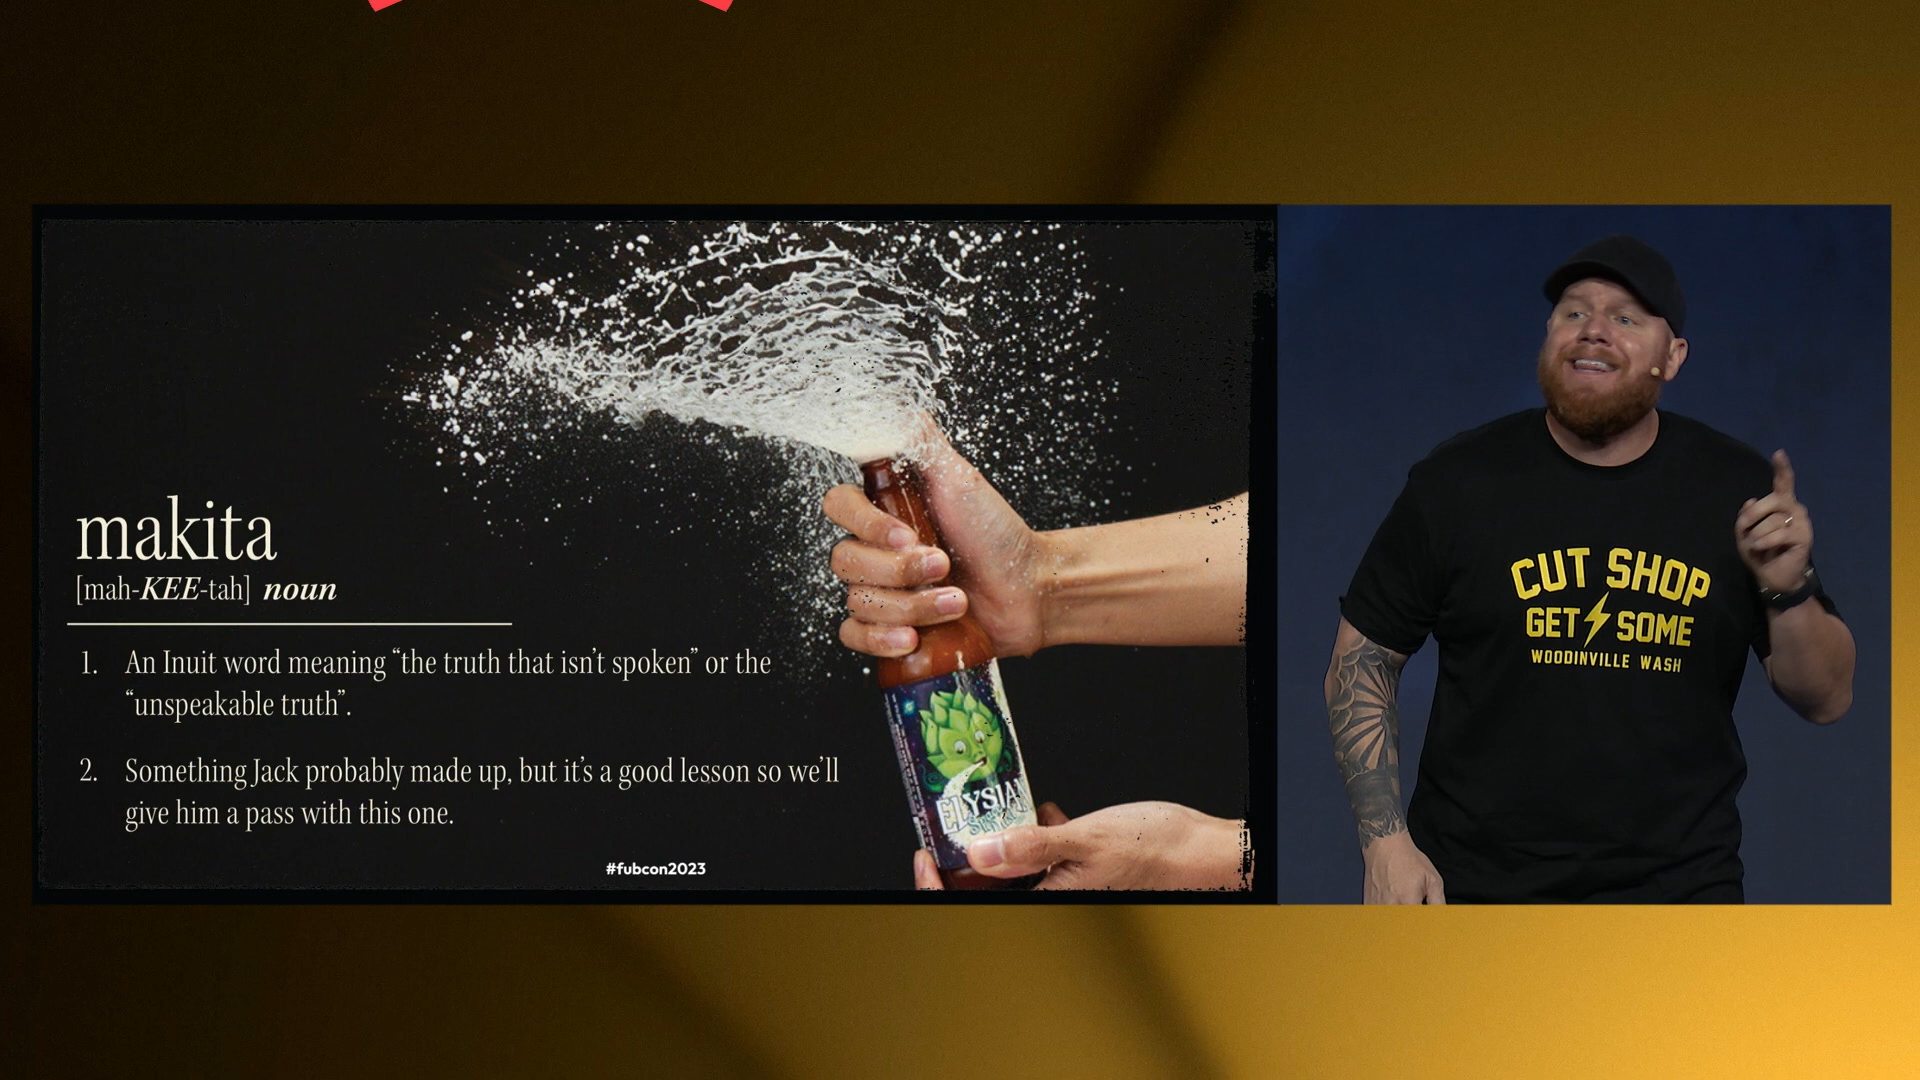 makita
[mah-KEE-tah] noun
1. An Inuit word meaning “the truth that isn’t spoken” or the
“unspeakable truth”.
2. Something Jack probably made up, but it’s a good lesson so we’ll
give him a pass with this one.
#fubcon2023
ELYSIAN
CUT SHOP
GET SOME
WOODINVILLE WASH